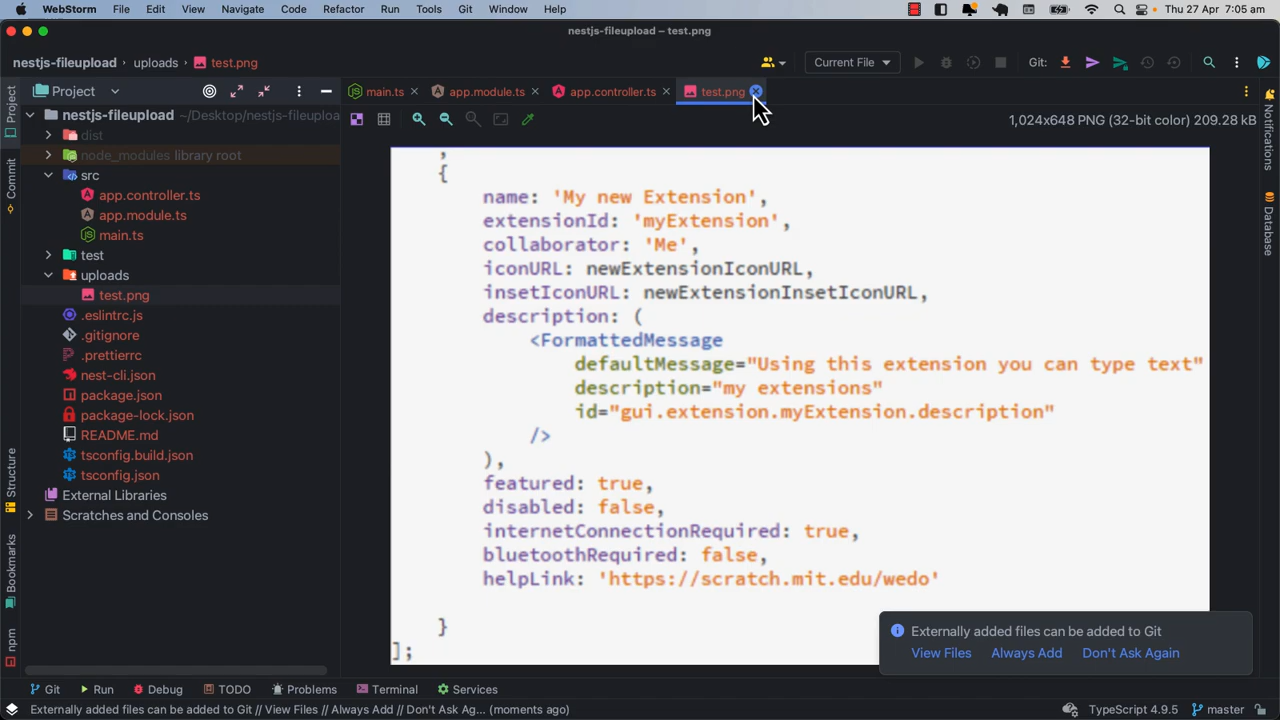 WebStorm File Edit View Navigate Code Refactor Run Tools Git Window Help Thu 27 Apr 7:05 am
nestjs-fileupload – test.png
nestjs-fileupload uploads test.png Current File Git:
Project main.ts app.module.ts app.controller.ts test.png
nestjs-fileupload ~/Desktop/nestjs-fileuploa
1,024x648 PNG (32-bit color) 209.28 kB
dist
node_modules library root
src
app.controller.ts
app.module.ts
main.ts
test
uploads
test.png
.eslintrc.js
.gitignore
.prettierrc
nest-cli.json
package.json
package-lock.json
README.md
tsconfig.build.json
tsconfig.json
External Libraries
Scratches and Consoles
Project
Commit
Structure
Bookmarks
npm
Notifications
Database
,
{
name: 'My new Extension',
extensionId: 'myExtension',
collaborator: 'Me',
iconURL: newExtensionIconURL,
insetIconURL: newExtensionInsetIconURL,
description: (
<FormattedMessage
defaultMessage="Using this extension you can type text"
description="my extensions"
id="gui.extension.myExtension.description"
/>
),
featured: true,
disabled: false,
internetConnectionRequired: true,
bluetoothRequired: false,
helpLink: 'https://scratch.mit.edu/wedo'
}
];
Externally added files can be added to Git
View Files Always Add Don't Ask Again
Git Run Debug TODO Problems Terminal Services
Externally added files can be added to Git // View Files // Always Add // Don't Ask Ag... (moments ago) TypeScript 4.9.5 master